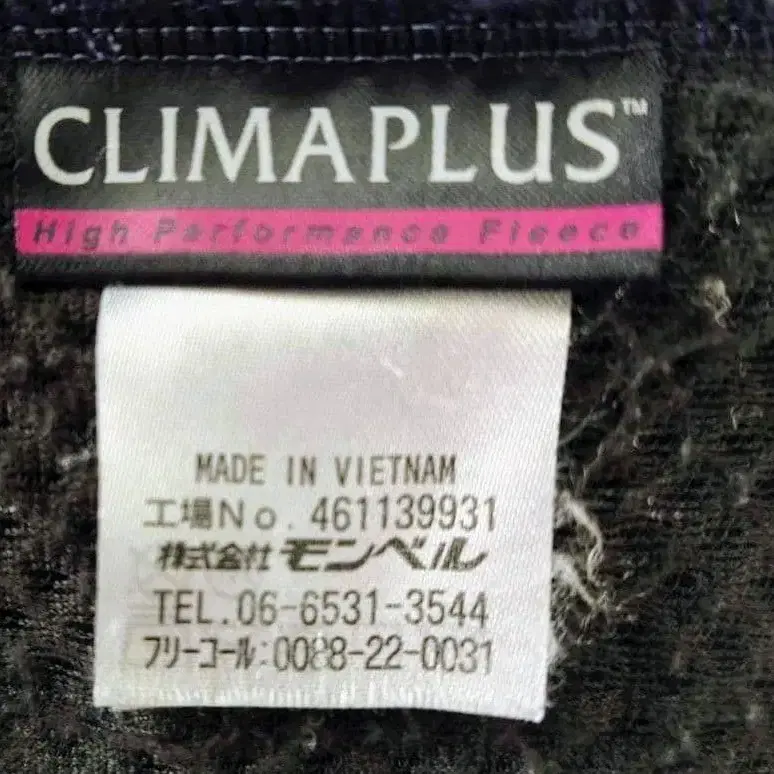 CLIMAPLUS™
High Performance Fleece
MADE IN VIETNAM
工場No.461139931
株式会社モンベル
TEL.06-6531-3544
フリーコール:0088-22-0031